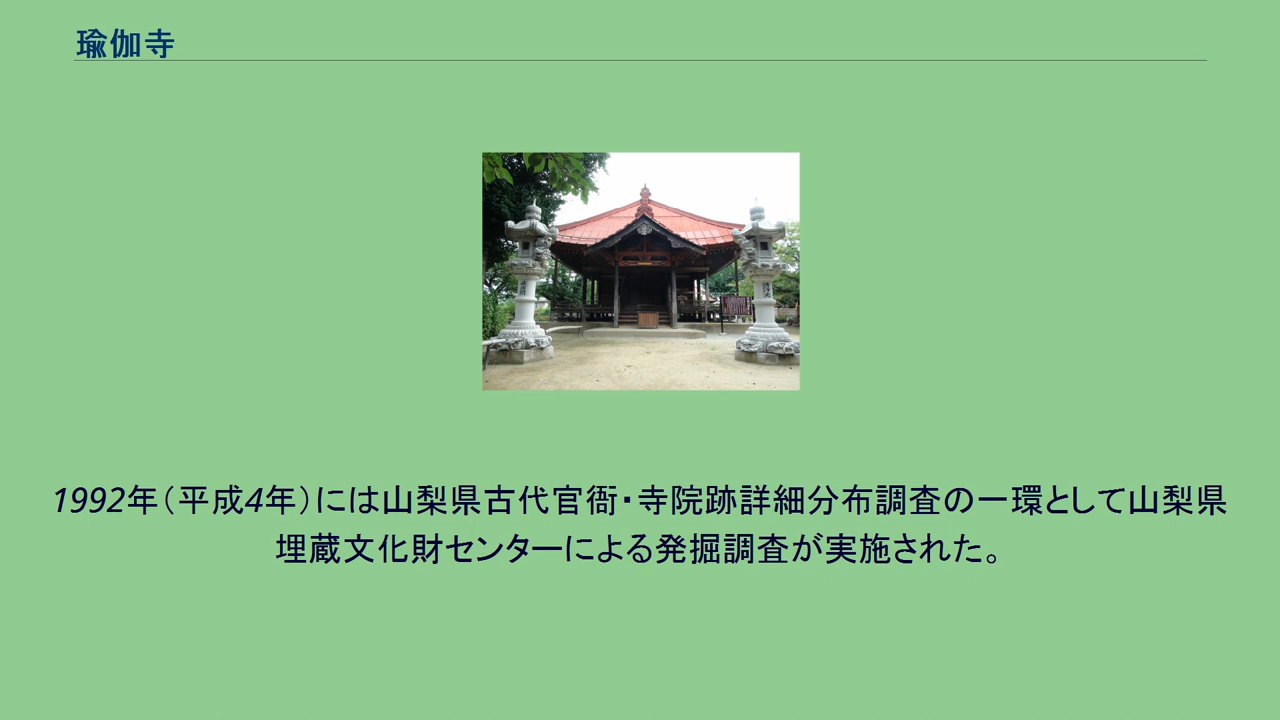 瑜伽寺
1992年（平成4年）には山梨県古代官衙・寺院跡詳細分布調査の一環として山梨県
埋蔵文化財センターによる発掘調査が実施された。